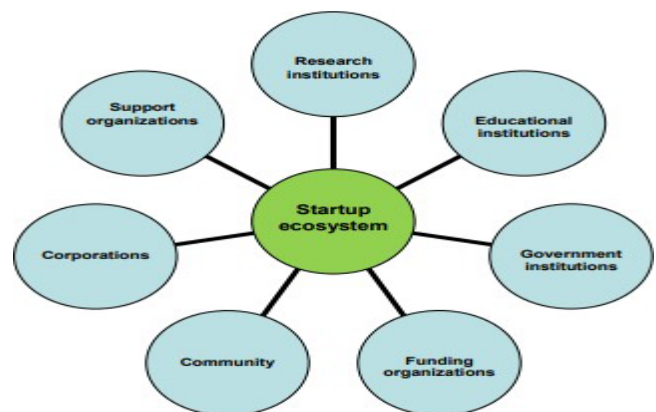 Research
institutions
Support
organizations
Educational
institutions
Startup
ecosystem
Corporations
Government
institutions
Community
Funding
organizations